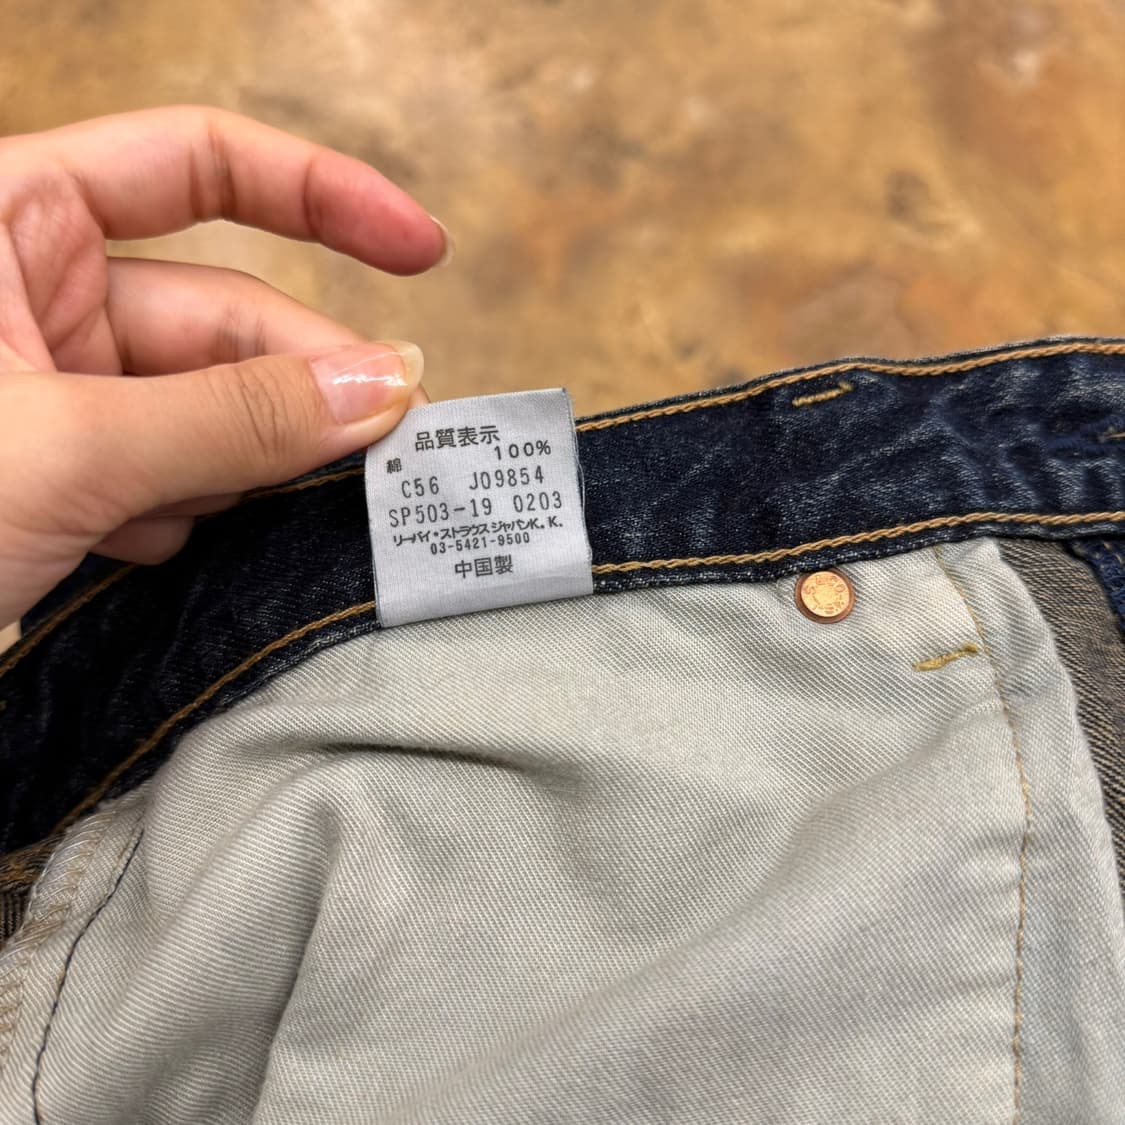 品質表示
綿 100%
C56 J09854
SP503-19 0203
リーバイ・ストラウス ジャパンK.K.
03-5421-9500
中国製